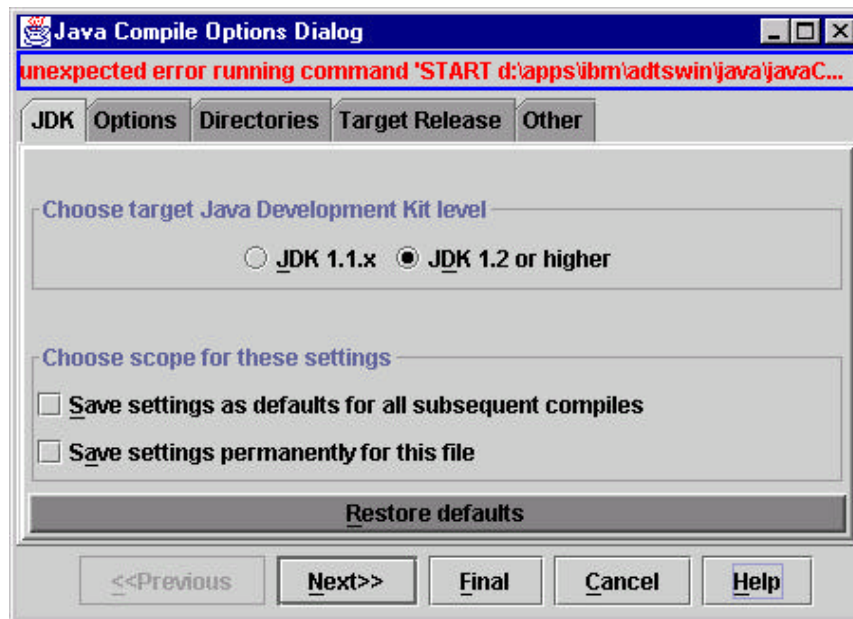 Java Compile Options Dialog
unexpected error running command 'START d:\apps\ibm\adtswin\java\javaC...
JDK Options Directories Target Release Other
Choose target Java Development Kit level
JDK 1.1.x JDK 1.2 or higher
Choose scope for these settings
Save settings as defaults for all subsequent compiles
Save settings permanently for this file
Restore defaults
<<Previous Next>> Final Cancel Help